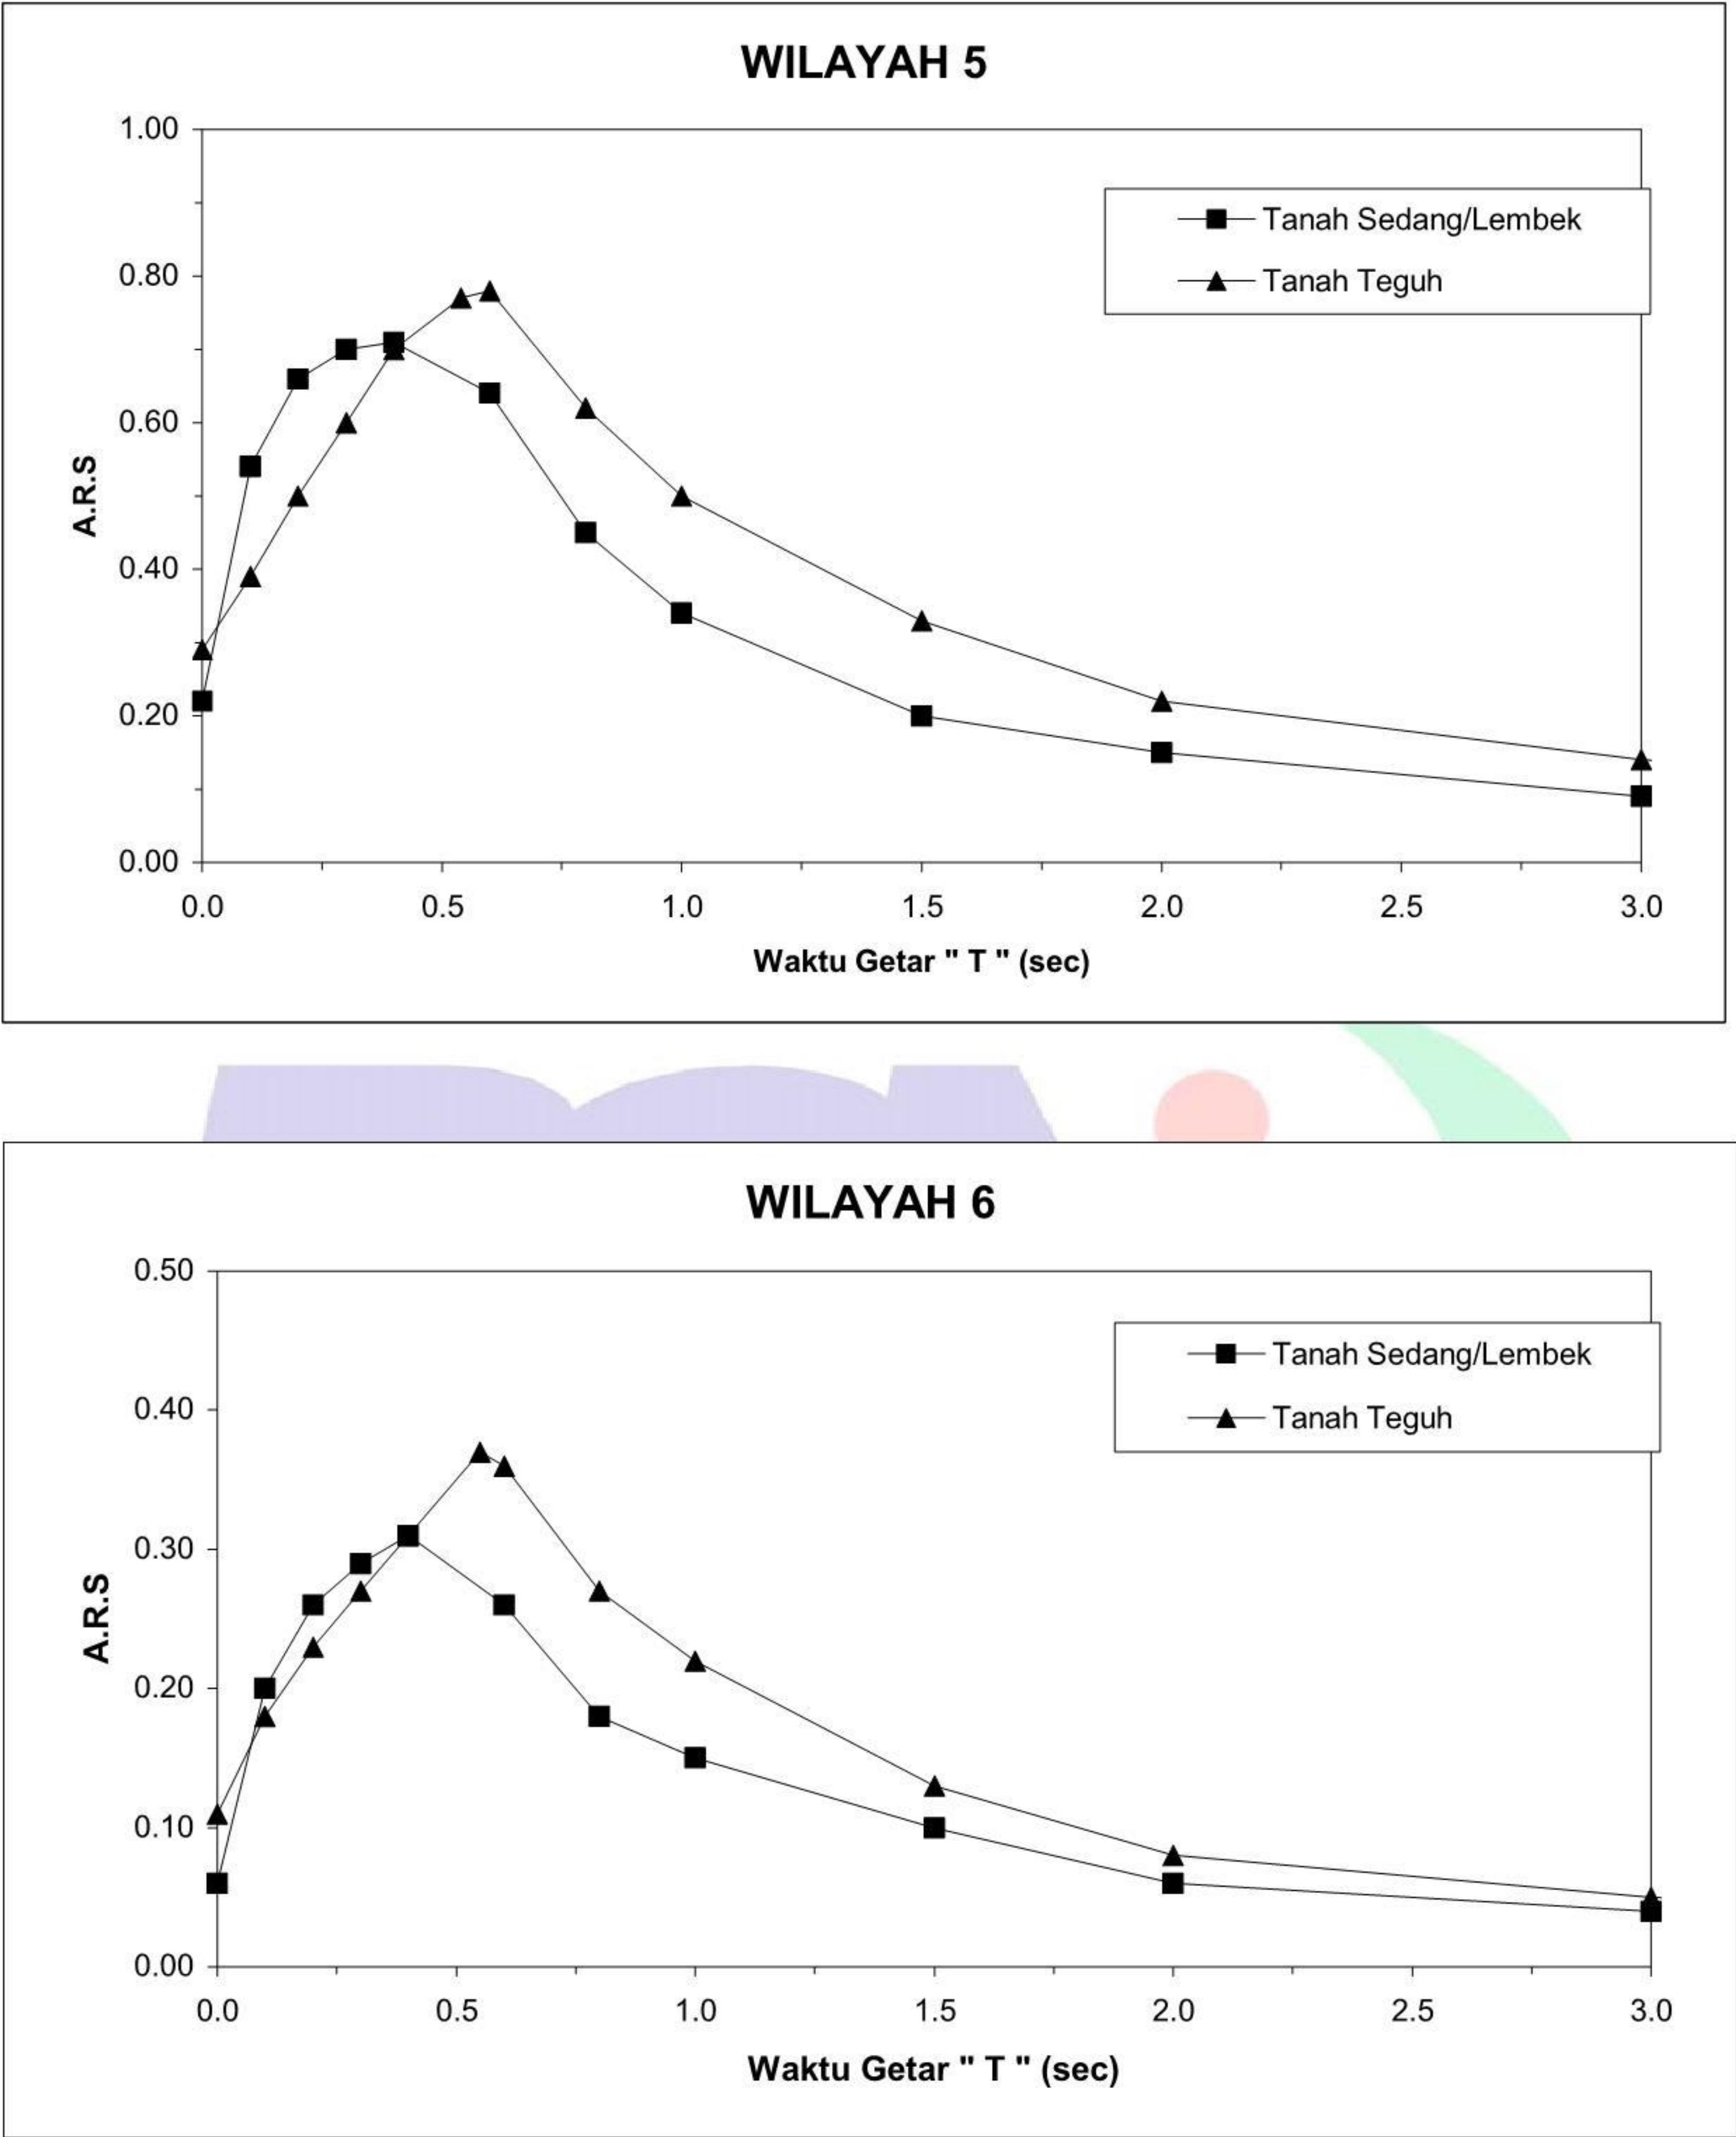 WILAYAH 5
1.00
0.80
0.60
0.40
0.20
0.00
A.R.S
Tanah Sedang/Lembek
Tanah Teguh
0.0 0.5 1.0 1.5 2.0 2.5 3.0
Waktu Getar " T " (sec)
WILAYAH 6
0.50
0.40
0.30
0.20
0.10
0.00
A.R.S
Tanah Sedang/Lembek
Tanah Teguh
0.0 0.5 1.0 1.5 2.0 2.5 3.0
Waktu Getar " T " (sec)